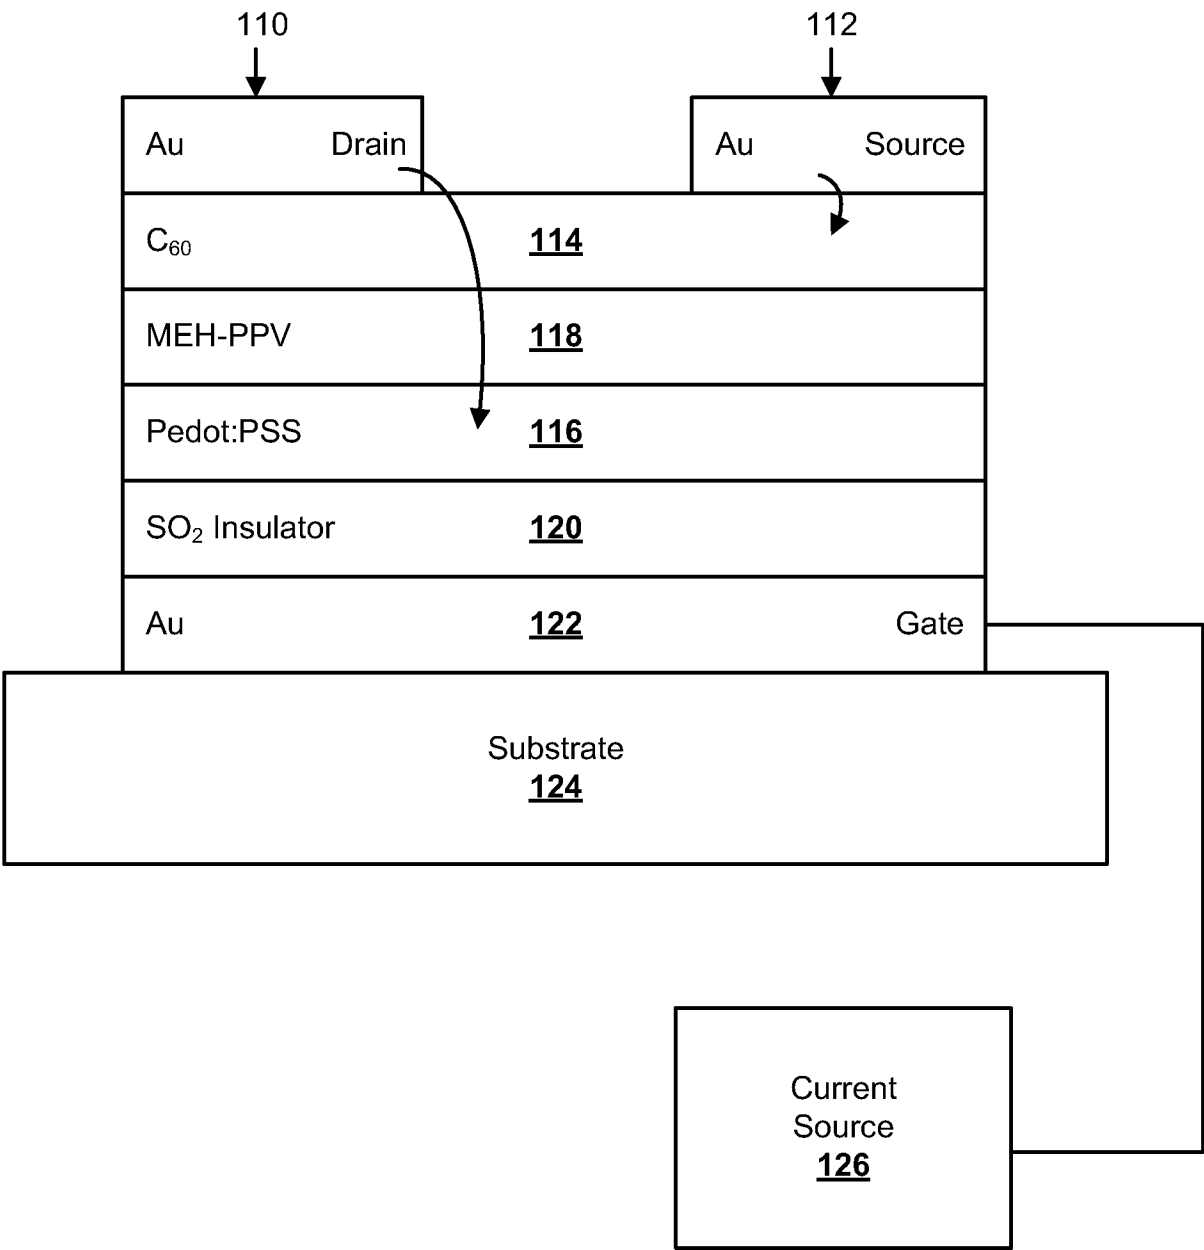 110 112
Au Drain Au Source
C₆₀ 114
MEH-PPV 118
Pedot:PSS 116
SO₂ Insulator 120
Au 122 Gate
Substrate
124
Current
Source
126